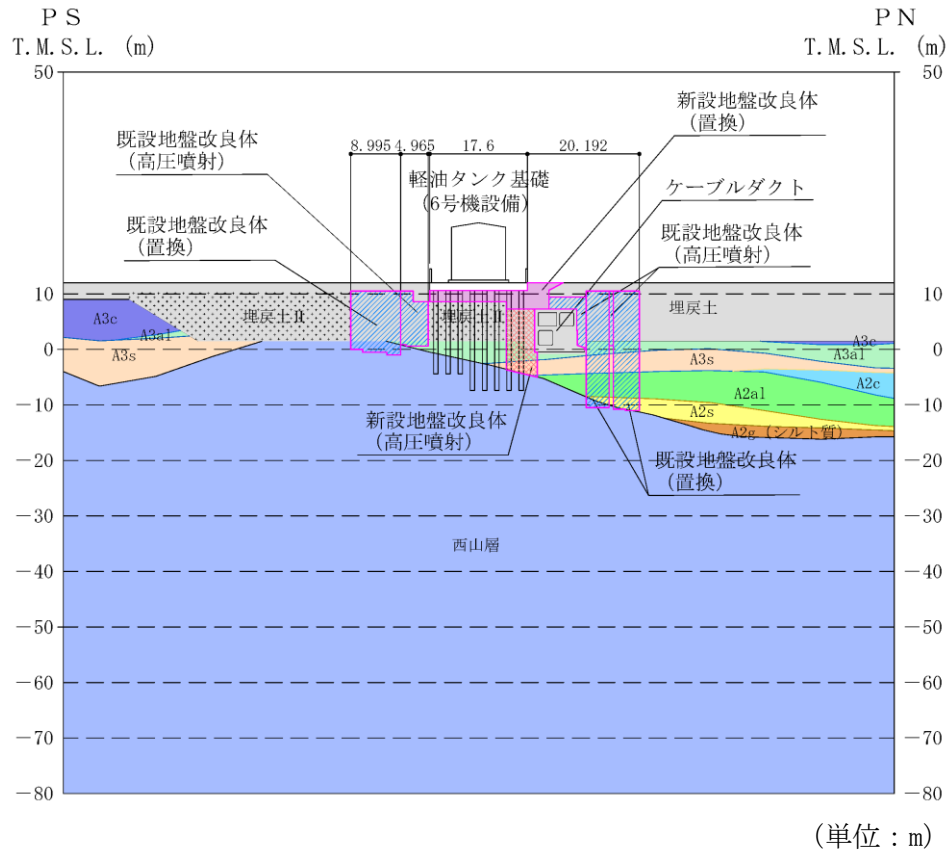 PS
PN
T.M.S.L. (m)
T.M.S.L. (m)
50
50
新設地盤改良体
(置換)
既設地盤改良体
(高圧噴射)
8.995
4.965
17.6
20.192
軽油タンク基礎
(6号機設備)
ケーブルダクト
既設地盤改良体
(置換)
既設地盤改良体
(高圧噴射)
10
10
A3c
埋戻土Ⅱ
埋戻土Ⅱ
埋戻土
A3al
A3c
0
0
A3s
A3s
A3al
A2c
A2al
-10
-10
A2s
新設地盤改良体
(高圧噴射)
A2g (シルト質)
既設地盤改良体
(置換)
-20
-20
-30
-30
西山層
-40
-40
-50
-50
-60
-60
-70
-70
-80
-80
(単位:m)